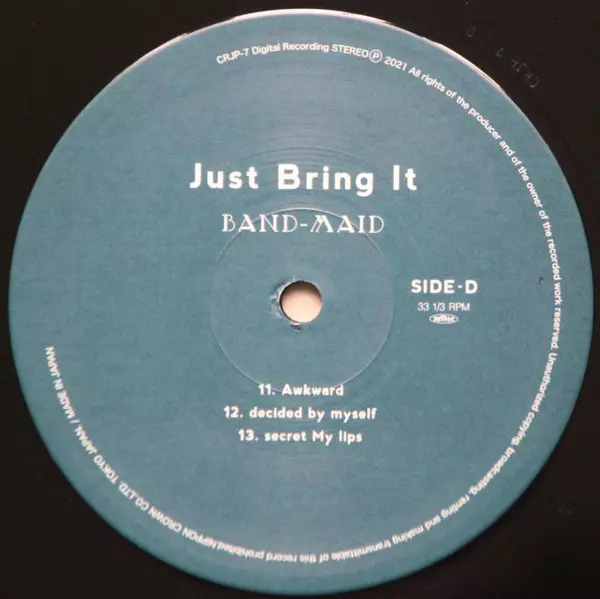 CRJP-7 Digital Recording STEREO Ⓟ 2021 All rights of the producer and of the owner of the recorded work reserved. Unauthorized copying, broadcasting, renting and making transmittable of this record prohibited.NIPPON CROWN CO.,LTD. TOKYO JAPAN / MADE IN JAPAN
CRJP 7 D
Just Bring It
BAND-MAID
SIDE-D
33 1/3 RPM
11. Awkward
12. decided by myself
13. secret My lips